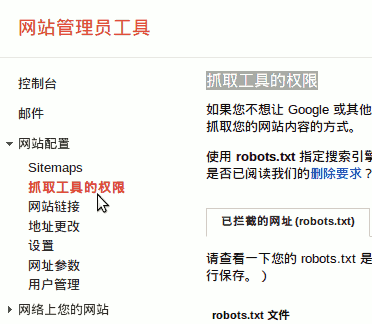 网站管理员工具
控制台
邮件
网站配置
Sitemaps
抓取工具的权限
网站链接
地址更改
设置
网址参数
用户管理
网络上您的网站
抓取工具的权限
如果您不想让 Google 或其他
抓取您的网站内容的方式。
使用 robots.txt 指定搜索引
是否已阅读我们的删除要求？
已拦截的网址 (robots.txt)
请查看一下您的 robots.txt 是
行保存。）
robots.txt 文件